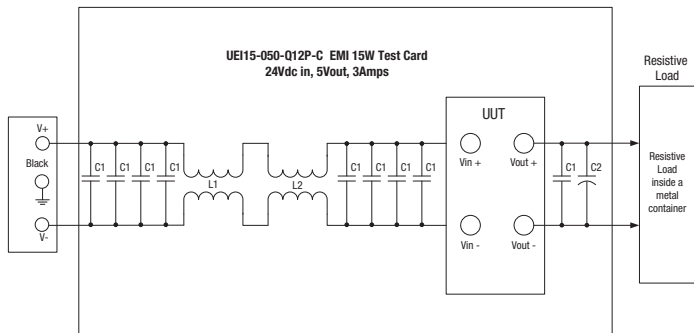 UEI15-050-Q12P-C EMI 15W Test Card
24Vdc in, 5Vout, 3Amps
Resistive
Load
UUT
V+
Black
V-
C1
C1
C1
C1
L1
L2
C1
C1
C1
C1
Vin +
Vout +
Vin -
Vout -
C1
C2
Resistive
Load
inside a
metal
container